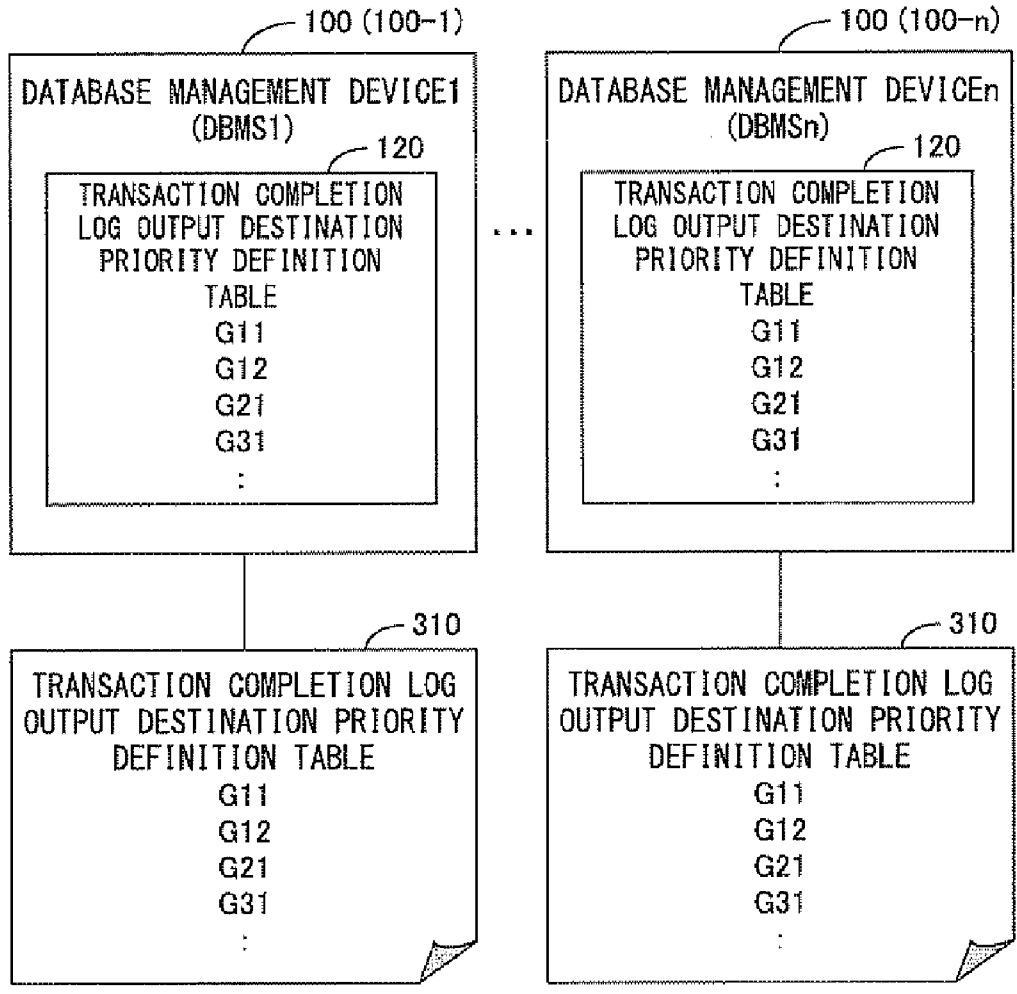 100 (100-1)
DATABASE MANAGEMENT DEVICE1
(DBMS1)
120
TRANSACTION COMPLETION
LOG OUTPUT DESTINATION
PRIORITY DEFINITION
TABLE
G11
G12
G21
G31
:
...
100 (100-n)
DATABASE MANAGEMENT DEVICEn
(DBMSn)
120
TRANSACTION COMPLETION
LOG OUTPUT DESTINATION
PRIORITY DEFINITION
TABLE
G11
G12
G21
G31
:
310
TRANSACTION COMPLETION LOG
OUTPUT DESTINATION PRIORITY
DEFINITION TABLE
G11
G12
G21
G31
:
310
TRANSACTION COMPLETION LOG
OUTPUT DESTINATION PRIORITY
DEFINITION TABLE
G11
G12
G21
G31
: